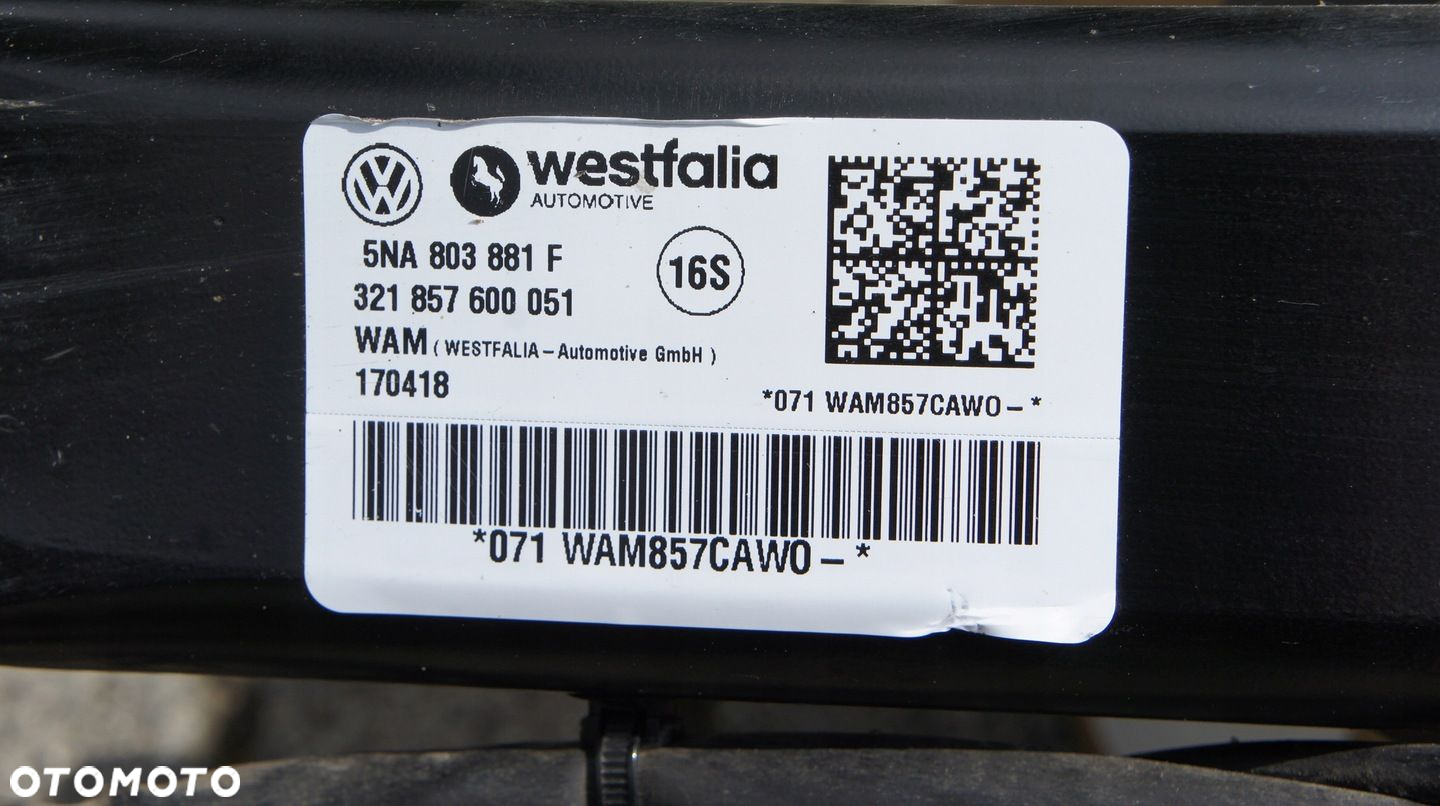 westfalia
AUTOMOTIVE
5NA 803 881 F
16S
321 857 600 051
WAM ( WESTFALIA – Automotive GmbH )
170418
*071 WAM857CAW0 – *
*071 WAM857CAW0 – *
OTOMOTO